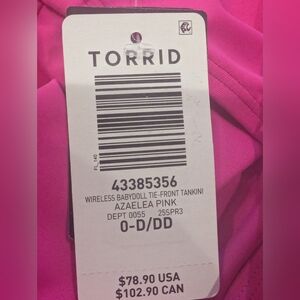 TORRID
FL_140
43385356
WIRELESS BABYDOLL TIE-FRONT TANKINI
AZAELEA PINK
DEPT 0055 25SPR3
0-D/DD
$78.90 USA
$102.90 CAN